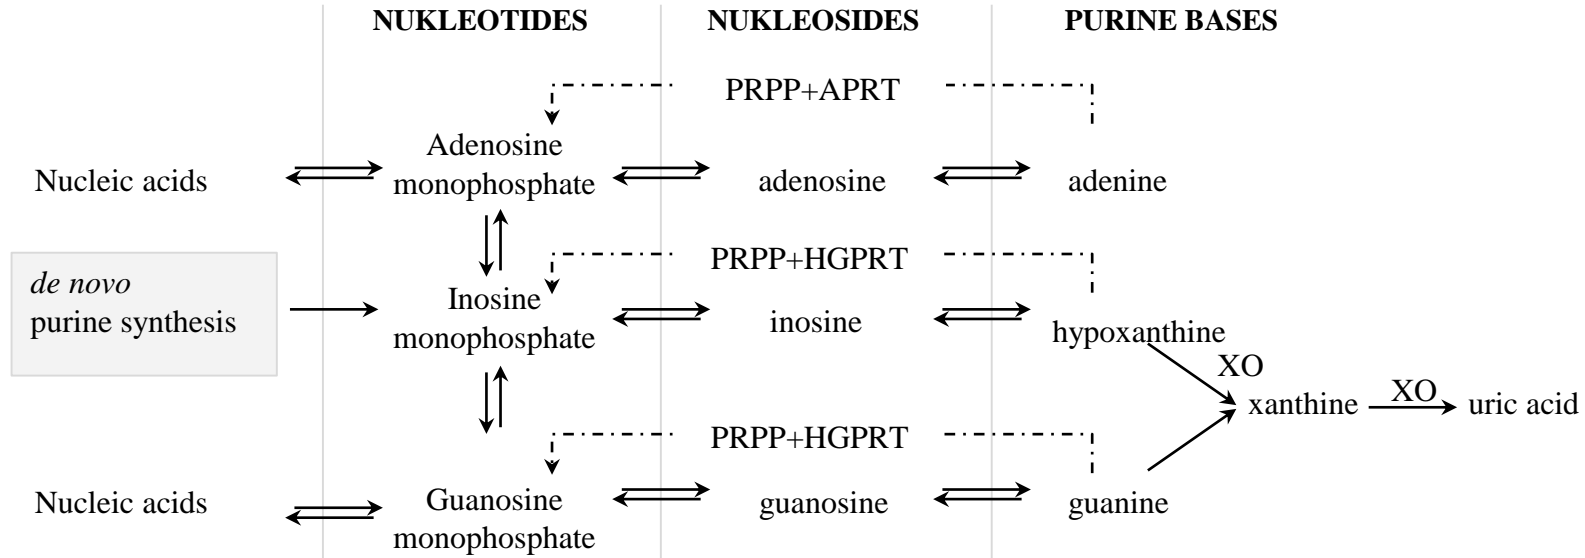 NUKLEOTIDES
NUKLEOSIDES
PURINE BASES
PRPP+APRT
Nucleic acids
Adenosine
monophosphate
adenosine
adenine
PRPP+HGPRT
de novo
purine synthesis
Inosine
monophosphate
inosine
hypoxanthine
XO
xanthine
XO
uric acid
PRPP+HGPRT
Nucleic acids
Guanosine
monophosphate
guanosine
guanine